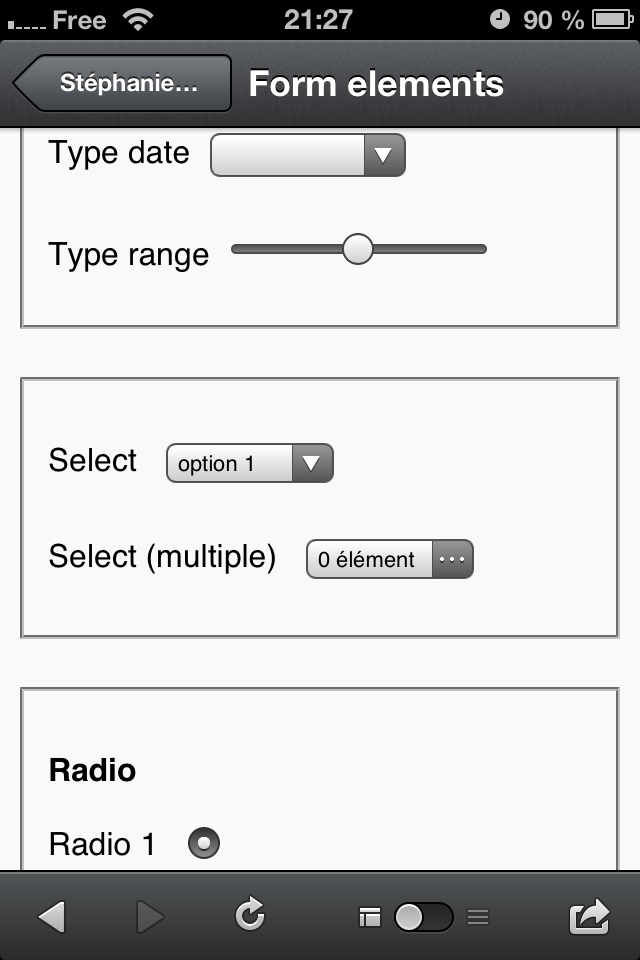 Free 21:27 90 %
Stéphanie... Form elements
Type date
Type range
Select option 1
Select (multiple) 0 élément
Radio
Radio 1